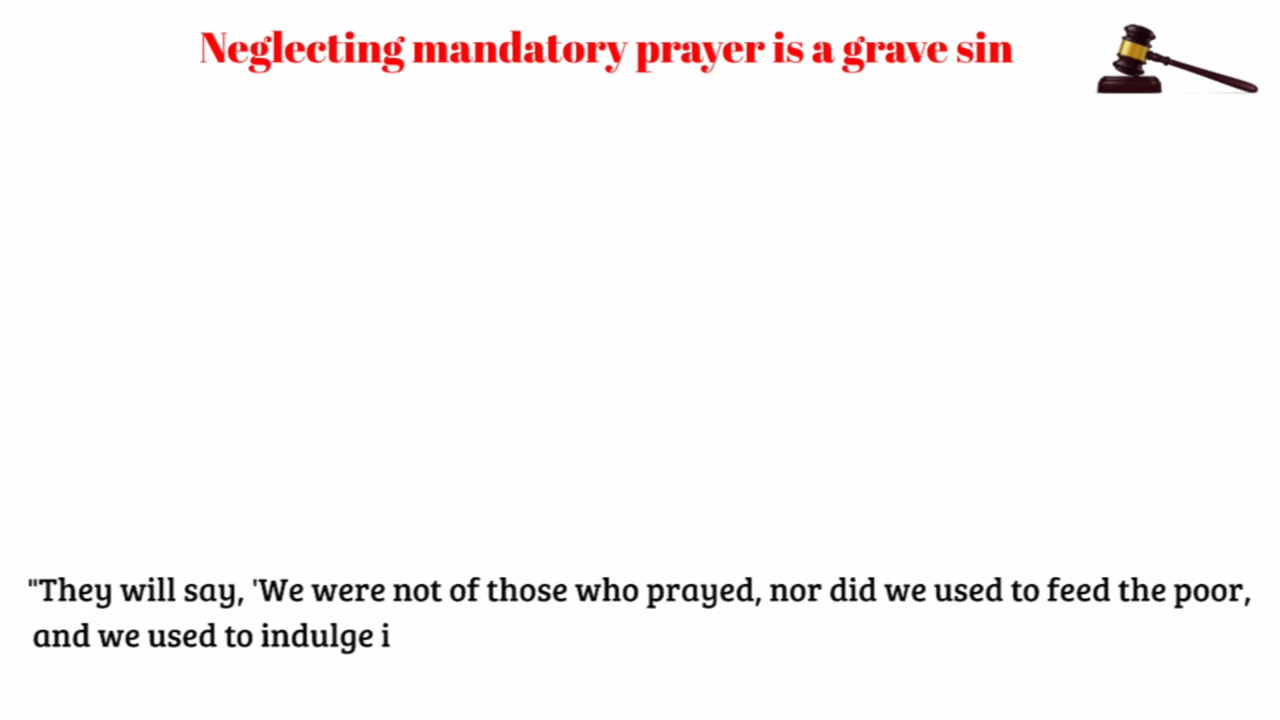 Neglecting mandatory prayer is a grave sin
"They will say, 'We were not of those who prayed, nor did we used to feed the poor,
and we used to indulge i